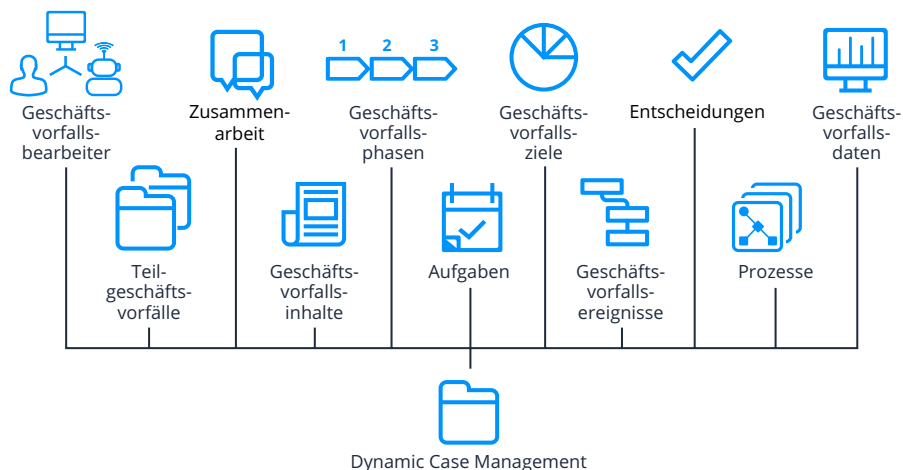 1 2 3
Geschäfts-
vorfalls-
bearbeiter
Zusammen-
arbeit
Geschäfts-
vorfalls-
phasen
Geschäfts-
vorfalls-
ziele
Entscheidungen
Geschäfts-
vorfalls-
daten
Teil-
geschäfts-
vorfälle
Geschäfts-
vorfalls-
inhalte
Aufgaben
Geschäfts-
vorfalls-
ereignisse
Prozesse
Dynamic Case Management